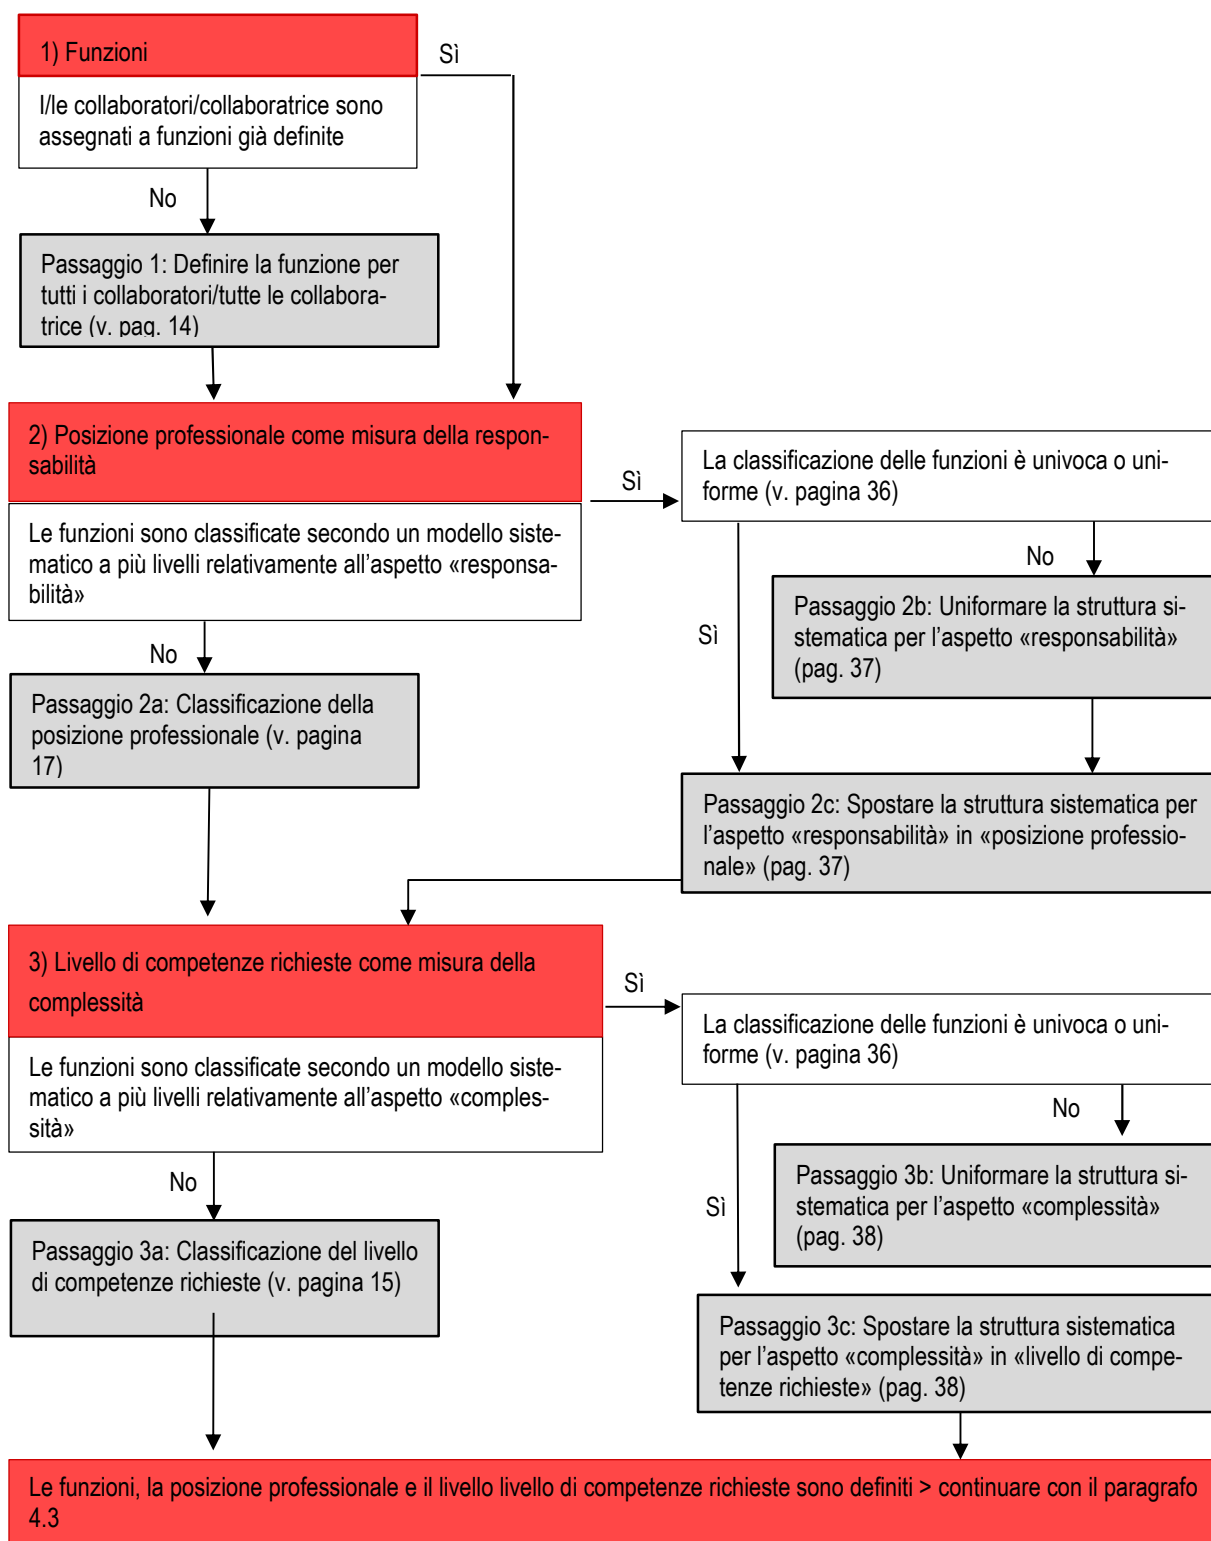 1) Funzioni
Sì
I/le collaboratori/collaboratrice sono
assegnati a funzioni già definite
No
Passaggio 1: Definire la funzione per
tutti i collaboratori/tutte le collabora-
trice (v. pag. 14)
2) Posizione professionale come misura della respon-
sabilità
Sì
La classificazione delle funzioni è univoca o uni-
forme (v. pagina 36)
Le funzioni sono classificate secondo un modello siste-
matico a più livelli relativamente all’aspetto «responsa-
bilità»
No
Passaggio 2b: Uniformare la struttura si-
stematica per l’aspetto «responsabilità»
(pag. 37)
Sì
No
Passaggio 2a: Classificazione della
posizione professionale (v. pagina
17)
Passaggio 2c: Spostare la struttura sistematica per
l’aspetto «responsabilità» in «posizione professio-
nale» (pag. 37)
3) Livello di competenze richieste come misura della
complessità
Sì
La classificazione delle funzioni è univoca o uni-
forme (v. pagina 36)
Le funzioni sono classificate secondo un modello siste-
matico a più livelli relativamente all’aspetto «comples-
sità»
No
Passaggio 3b: Uniformare la struttura si-
stematica per l’aspetto «complessità»
(pag. 38)
Sì
No
Passaggio 3a: Classificazione del livello
di competenze richieste (v. pagina 15)
Passaggio 3c: Spostare la struttura sistematica
per l’aspetto «complessità» in «livello di compe-
tenze richieste» (pag. 38)
Le funzioni, la posizione professionale e il livello livello di competenze richieste sono definiti > continuare con il paragrafo
4.3